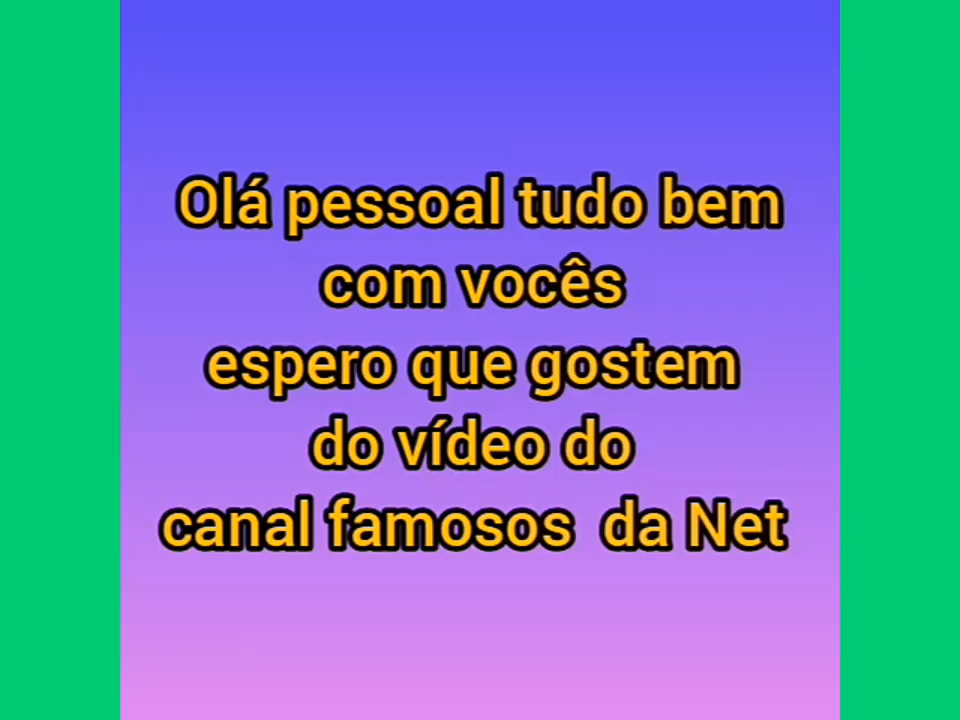 Olá pessoal tudo bem
com vocês
espero que gostem
do vídeo do
canal famosos  da Net